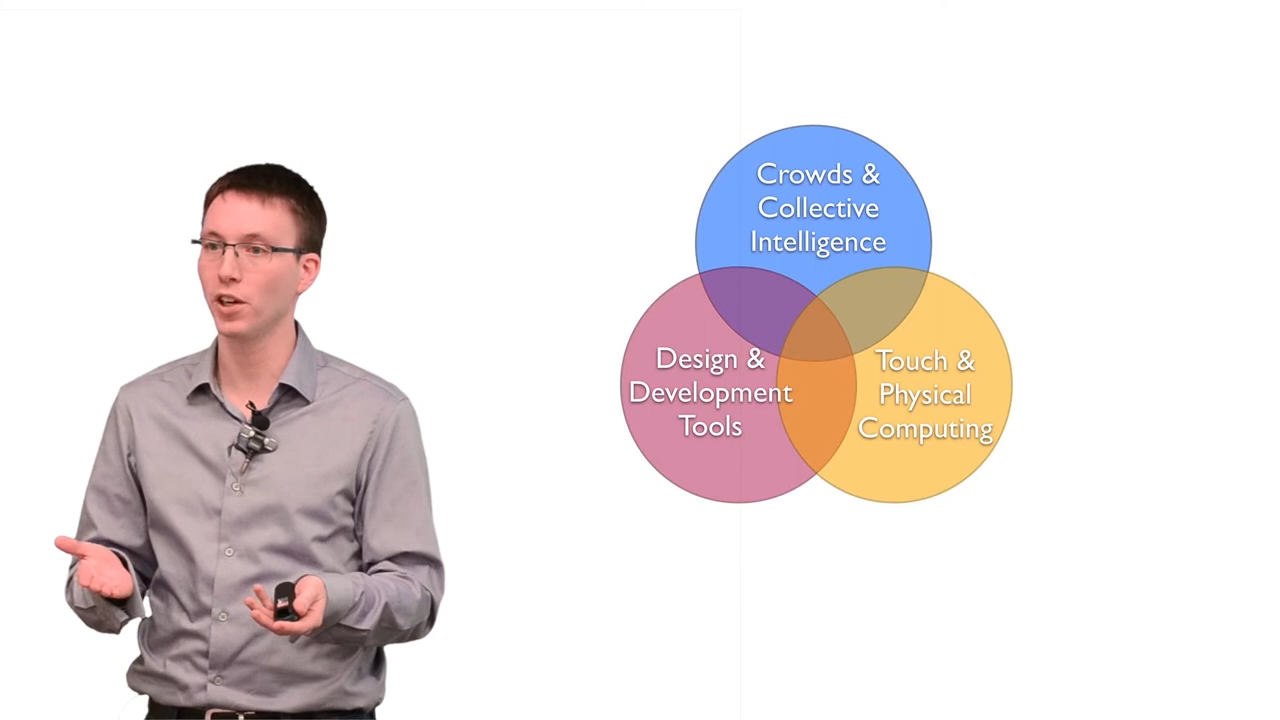 Crowds &
Collective
Intelligence
Design &
Development
Tools
Touch &
Physical
Computing